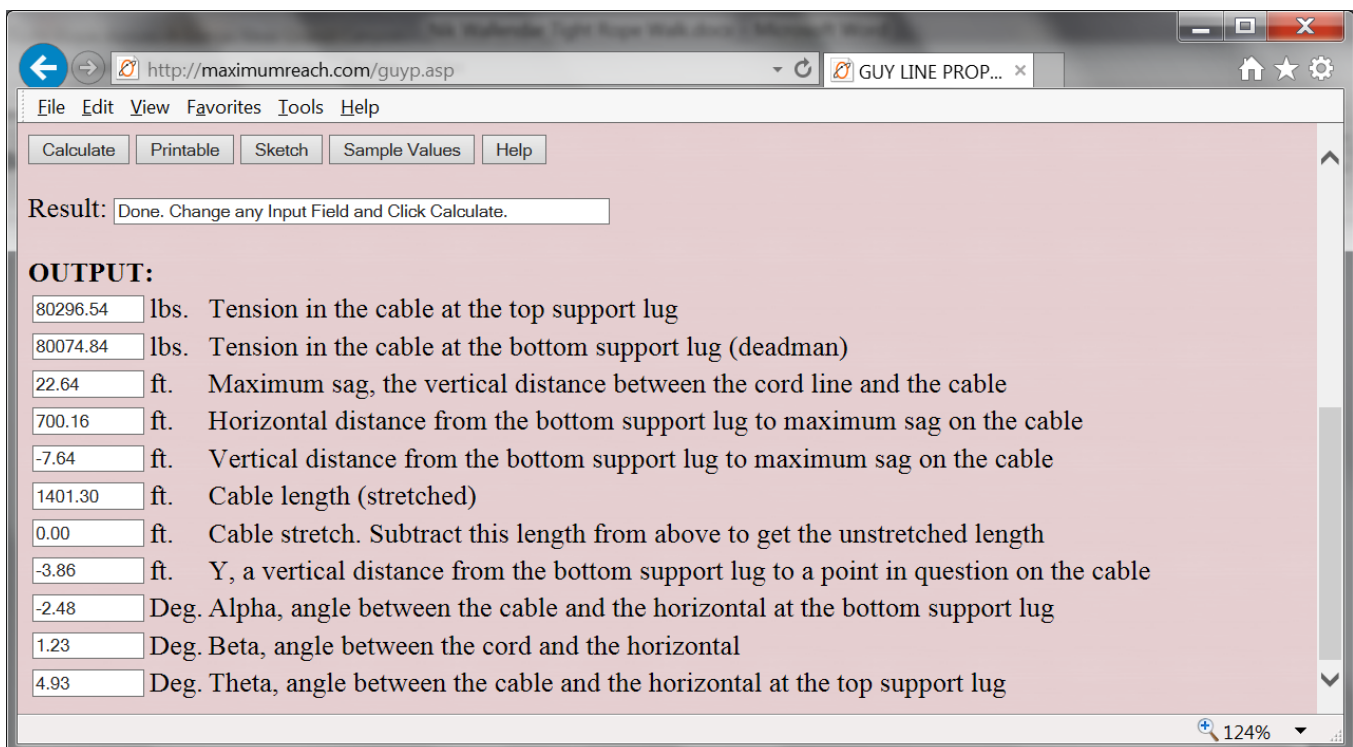 Nik Wallendar Tight Rope Walk.docx - Microsoft Word
http://maximumreach.com/guyp.asp GUY LINE PROP...
File Edit View Favorites Tools Help
Calculate Printable Sketch Sample Values Help
Result: Done. Change any Input Field and Click Calculate.
OUTPUT:
80296.54 lbs. Tension in the cable at the top support lug
80074.84 lbs. Tension in the cable at the bottom support lug (deadman)
22.64 ft. Maximum sag, the vertical distance between the cord line and the cable
700.16 ft. Horizontal distance from the bottom support lug to maximum sag on the cable
-7.64 ft. Vertical distance from the bottom support lug to maximum sag on the cable
1401.30 ft. Cable length (stretched)
0.00 ft. Cable stretch. Subtract this length from above to get the unstretched length
-3.86 ft. Y, a vertical distance from the bottom support lug to a point in question on the cable
-2.48 Deg. Alpha, angle between the cable and the horizontal at the bottom support lug
1.23 Deg. Beta, angle between the cord and the horizontal
4.93 Deg. Theta, angle between the cable and the horizontal at the top support lug
124%